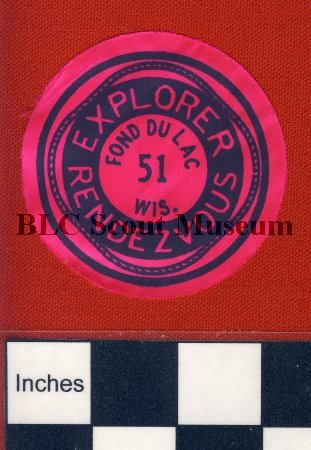 EXPLORER
FOND DU LAC
51
WIS.
RENDEZVOUS
BLC Scout Museum
Inches